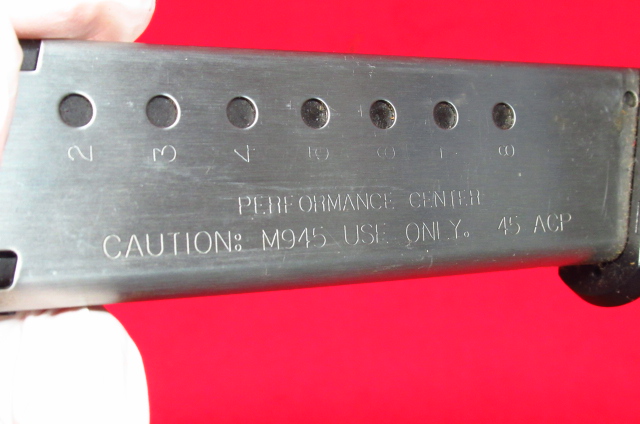 2 3 4 5 6 7 8
PERFORMANCE CENTER
CAUTION: M945 USE ONLY. 45 ACP